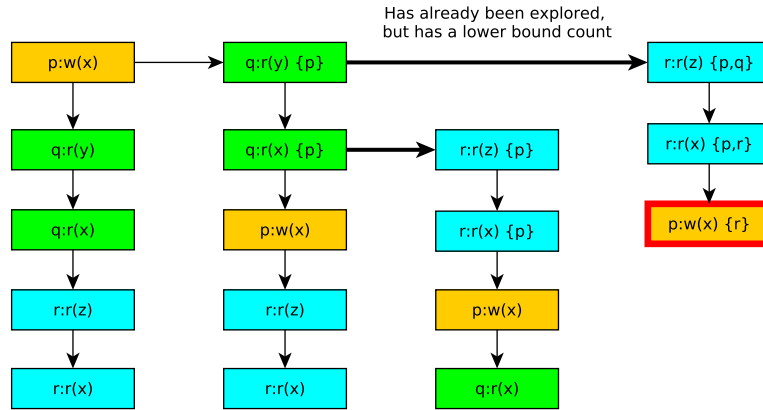 Has already been explored,
but has a lower bound count
p:w(x)
q:r(y) {p}
r:r(z) {p,q}
q:r(y)
q:r(x) {p}
r:r(z) {p}
r:r(x) {p,r}
q:r(x)
p:w(x)
r:r(x) {p}
p:w(x) {r}
r:r(z)
r:r(z)
p:w(x)
r:r(x)
r:r(x)
q:r(x)